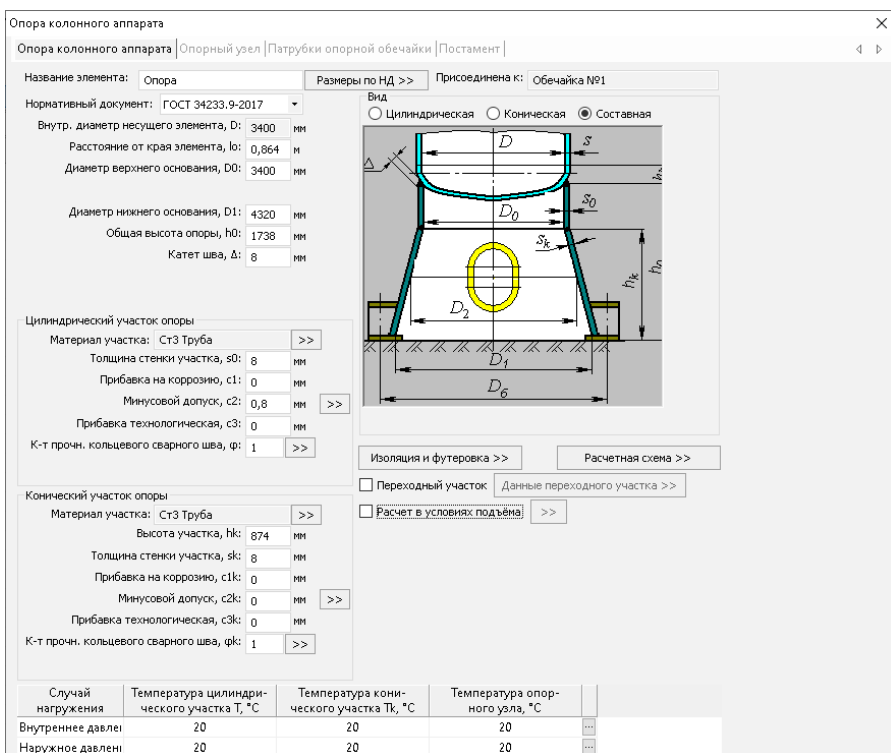 Опора колонного аппарата
Опора колонного аппарата Опорный узел Патрубки опорной обечайки Постамент
Название элемента: Опора Размеры по НД >> Присоединена к: Обечайка №1
Нормативный документ: ГОСТ 34233.9-2017
Вид
Цилиндрическая Коническая Составная
Внутр. диаметр несущего элемента, D: 3400 мм
Расстояние от края элемента, lo: 0,864 м
Диаметр верхнего основания, D0: 3400 мм
Диаметр нижнего основания, D1: 4320 мм
Общая высота опоры, h0: 1738 мм
Катет шва, Δ: 8 мм
D s
Δ
D0 s0
sk
hk
D2
D1
D6
Цилиндрический участок опоры
Материал участка: Ст3 Труба >>
Толщина стенки участка, s0: 8 мм
Прибавка на коррозию, c1: 0 мм
Минусовой допуск, c2: 0,8 мм >>
Прибавка технологическая, c3: 0 мм
К-т прочн. кольцевого сварного шва, φ: 1 >>
Изоляция и футеровка >> Расчетная схема >>
Переходный участок Данные переходного участка >>
Расчет в условиях подъёма >>
Конический участок опоры
Материал участка: Ст3 Труба >>
Высота участка, hk: 874 мм
Толщина стенки участка, sk: 8 мм
Прибавка на коррозию, c1k: 0 мм
Минусовой допуск, c2k: 0 мм >>
Прибавка технологическая, c3k: 0 мм
К-т прочн. кольцевого сварного шва, φk: 1 >>
Случай нагружения Температура цилиндри-ческого участка T, °C Температура кони-ческого участка Tk, °C Температура опор-ного узла, °C
Внутреннее давле 20 20 20 ...
Наружное давлен 20 20 20 ...